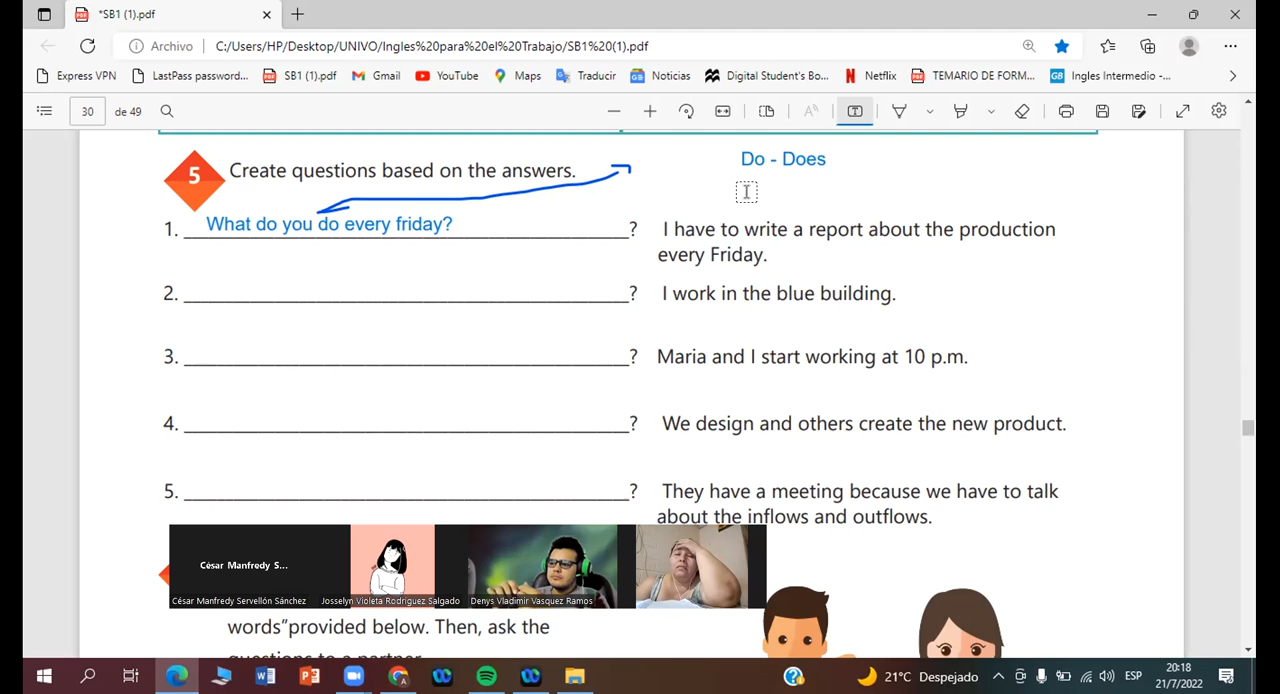 *SB1 (1).pdf
Archivo
C:/Users/HP/Desktop/UNIVO/Ingles%20para%20el%20Trabajo/SB1%20(1).pdf
Express VPN
LastPass password...
SB1 (1).pdf
Gmail
YouTube
Maps
Traducir
Noticias
Digital Student's Bo...
Netflix
TEMARIO DE FORM...
GB
Ingles Intermedio -...
30
de 49
5
Create questions based on the answers.
Do - Does
What do you do every friday?
1. ? I have to write a report about the production
every Friday.
2. ? I work in the blue building.
3. ? Maria and I start working at 10 p.m.
4. ? We design and others create the new product.
5. ? They have a meeting because we have to talk
about the inflows and outflows.
César Manfredy S...
César Manfredy Servellón Sánchez
Josselyn Violeta Rodriguez Salgado
Denys Vladimir Vasquez Ramos
words”provided below. Then, ask the
questions to a partner
21°C Despejado
ESP
20:18
21/7/2022